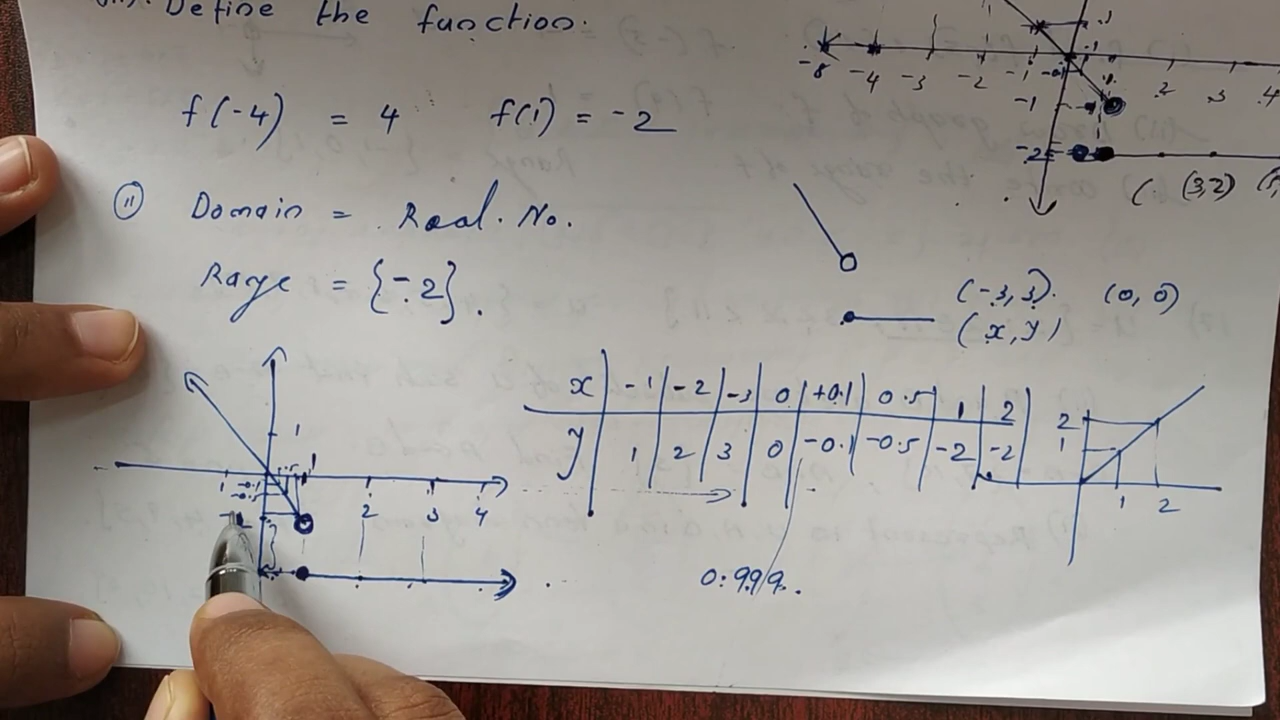 Define the function.
-8 -4 -3 -2 -1 2 3 4
-1
-2
(3,2)
f(-4) = 4 f(1) = -2
(ii) Domain = Real. No.
Range = {-2}.
(-3,3). (0,0)
(x,y)
x -1 -2 -3 0 +0.1 0.5 1 2
y 1 2 3 0 -0.1 -0.5 -2 -2
1
1
2 3 4
2
1
1 2
0.999.